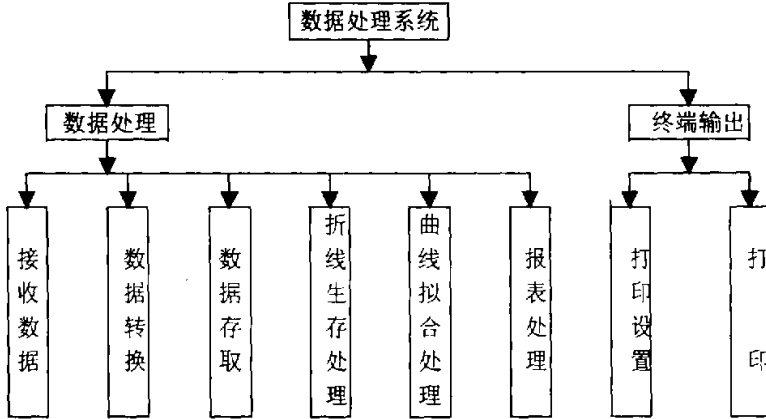 数据处理系统
数据处理
终端输出
接收数据
数据转换
数据存取
折线生存处理
曲线拟合处理
报表处理
打印设置
打印